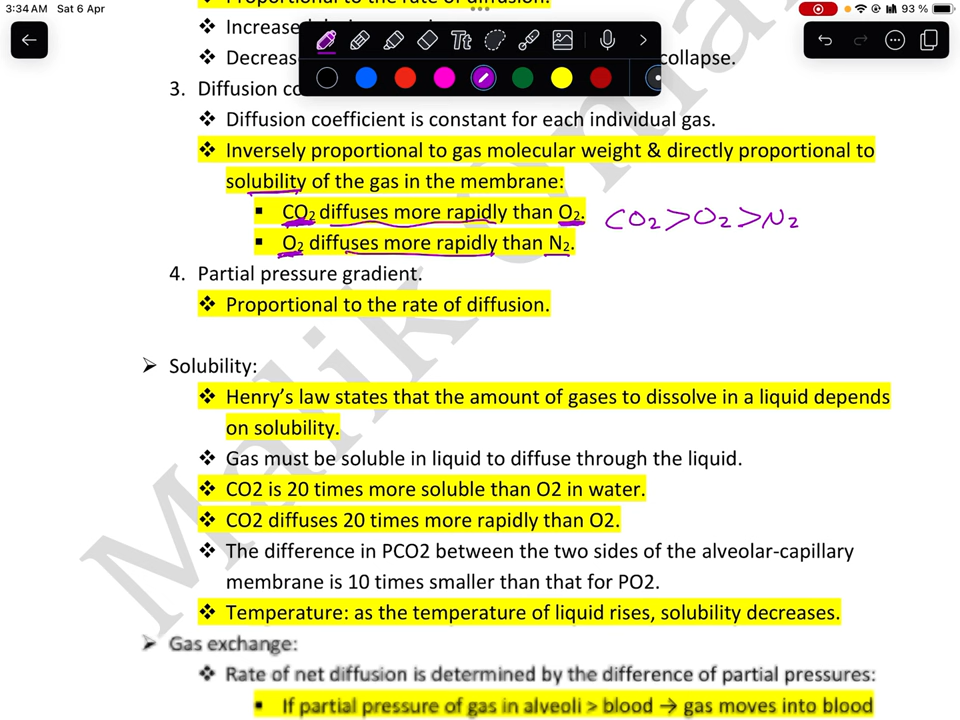 3:34 AM Sat 6 Apr
93 %
Proportional to the rate of diffusion.
Increase
Decreas collapse.
Tt
3. Diffusion co
❖ Diffusion coefficient is constant for each individual gas.
❖ Inversely proportional to gas molecular weight & directly proportional to
solubility of the gas in the membrane:
▪ CO2 diffuses more rapidly than O2.
CO2 > O2 > N2
▪ O2 diffuses more rapidly than N2.
4. Partial pressure gradient.
❖ Proportional to the rate of diffusion.
➢ Solubility:
❖ Henry’s law states that the amount of gases to dissolve in a liquid depends
on solubility.
❖ Gas must be soluble in liquid to diffuse through the liquid.
❖ CO2 is 20 times more soluble than O2 in water.
❖ CO2 diffuses 20 times more rapidly than O2.
❖ The difference in PCO2 between the two sides of the alveolar-capillary
membrane is 10 times smaller than that for PO2.
❖ Temperature: as the temperature of liquid rises, solubility decreases.
➢ Gas exchange:
❖ Rate of net diffusion is determined by the difference of partial pressures:
▪ If partial pressure of gas in alveoli > blood → gas moves into blood